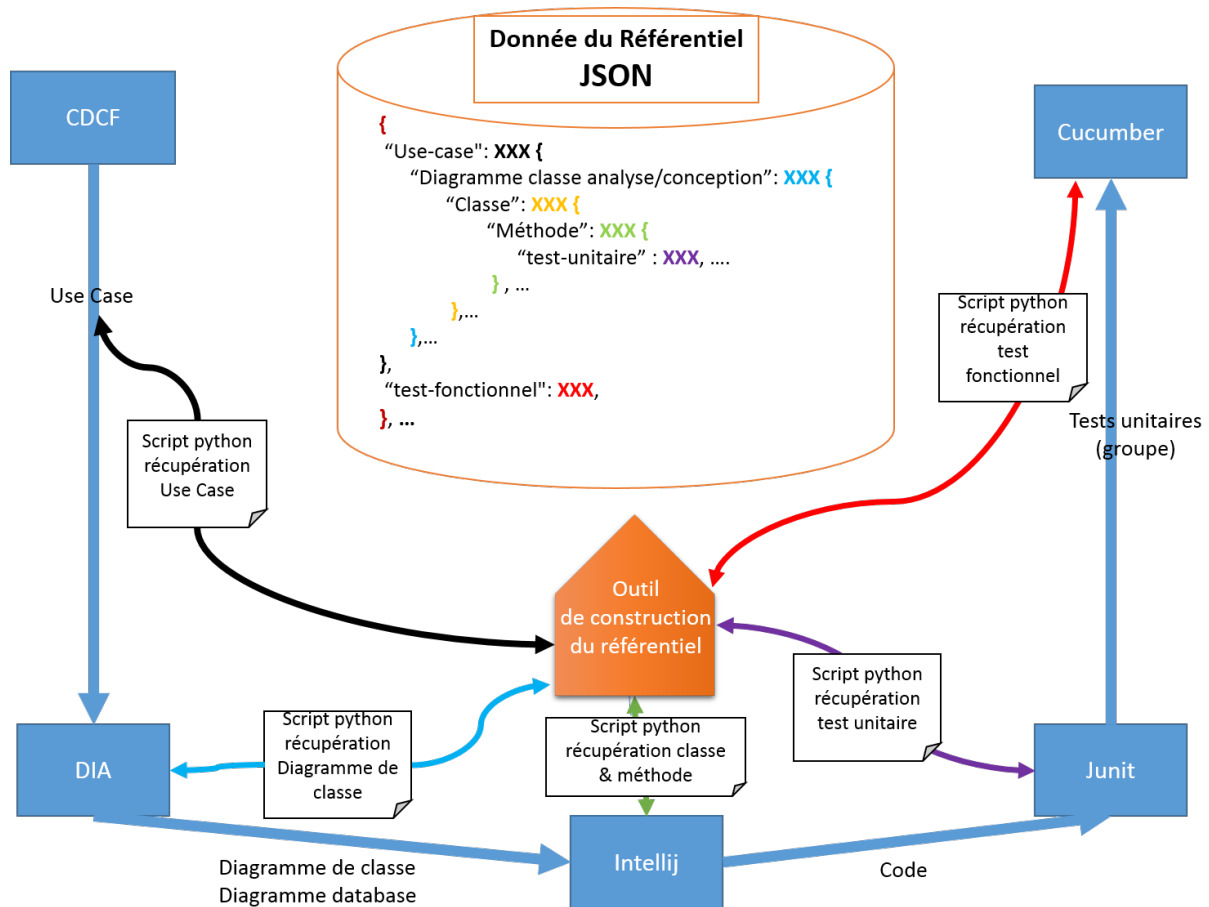 Donnée du Référentiel
JSON
CDCF
Cucumber
{
“Use-case": XXX {
“Diagramme classe analyse/conception”: XXX {
“Classe”: XXX {
“Méthode”: XXX {
“test-unitaire” : XXX, ....
} , ...
},...
},...
},
“test-fonctionnel": XXX,
}, ...
Use Case
Script python
récupération
Use Case
Script python
récupération
test
fonctionnel
Tests unitaires
(groupe)
Outil
de construction
du référentiel
Script python
récupération
Diagramme de
classe
Script python
récupération classe
& méthode
Script python
récupération
test unitaire
DIA
Intellij
Junit
Diagramme de classe
Diagramme database
Code